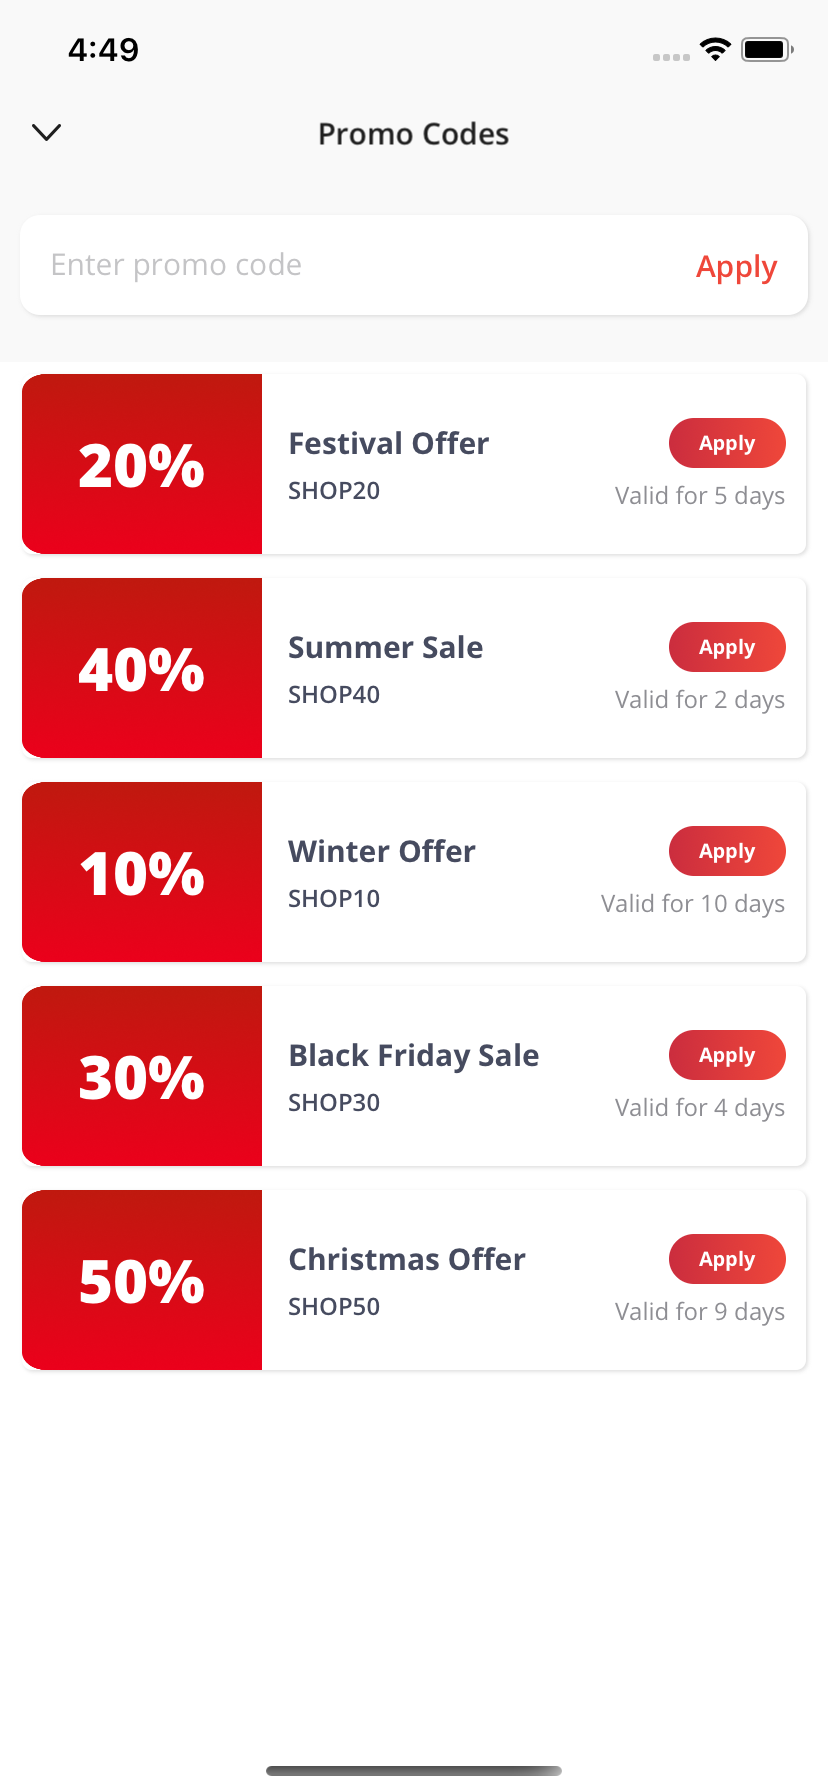 4:49
Promo Codes
Enter promo code
Apply
20%
Festival Offer
SHOP20
Apply
Valid for 5 days
40%
Summer Sale
SHOP40
Apply
Valid for 2 days
10%
Winter Offer
SHOP10
Apply
Valid for 10 days
30%
Black Friday Sale
SHOP30
Apply
Valid for 4 days
50%
Christmas Offer
SHOP50
Apply
Valid for 9 days